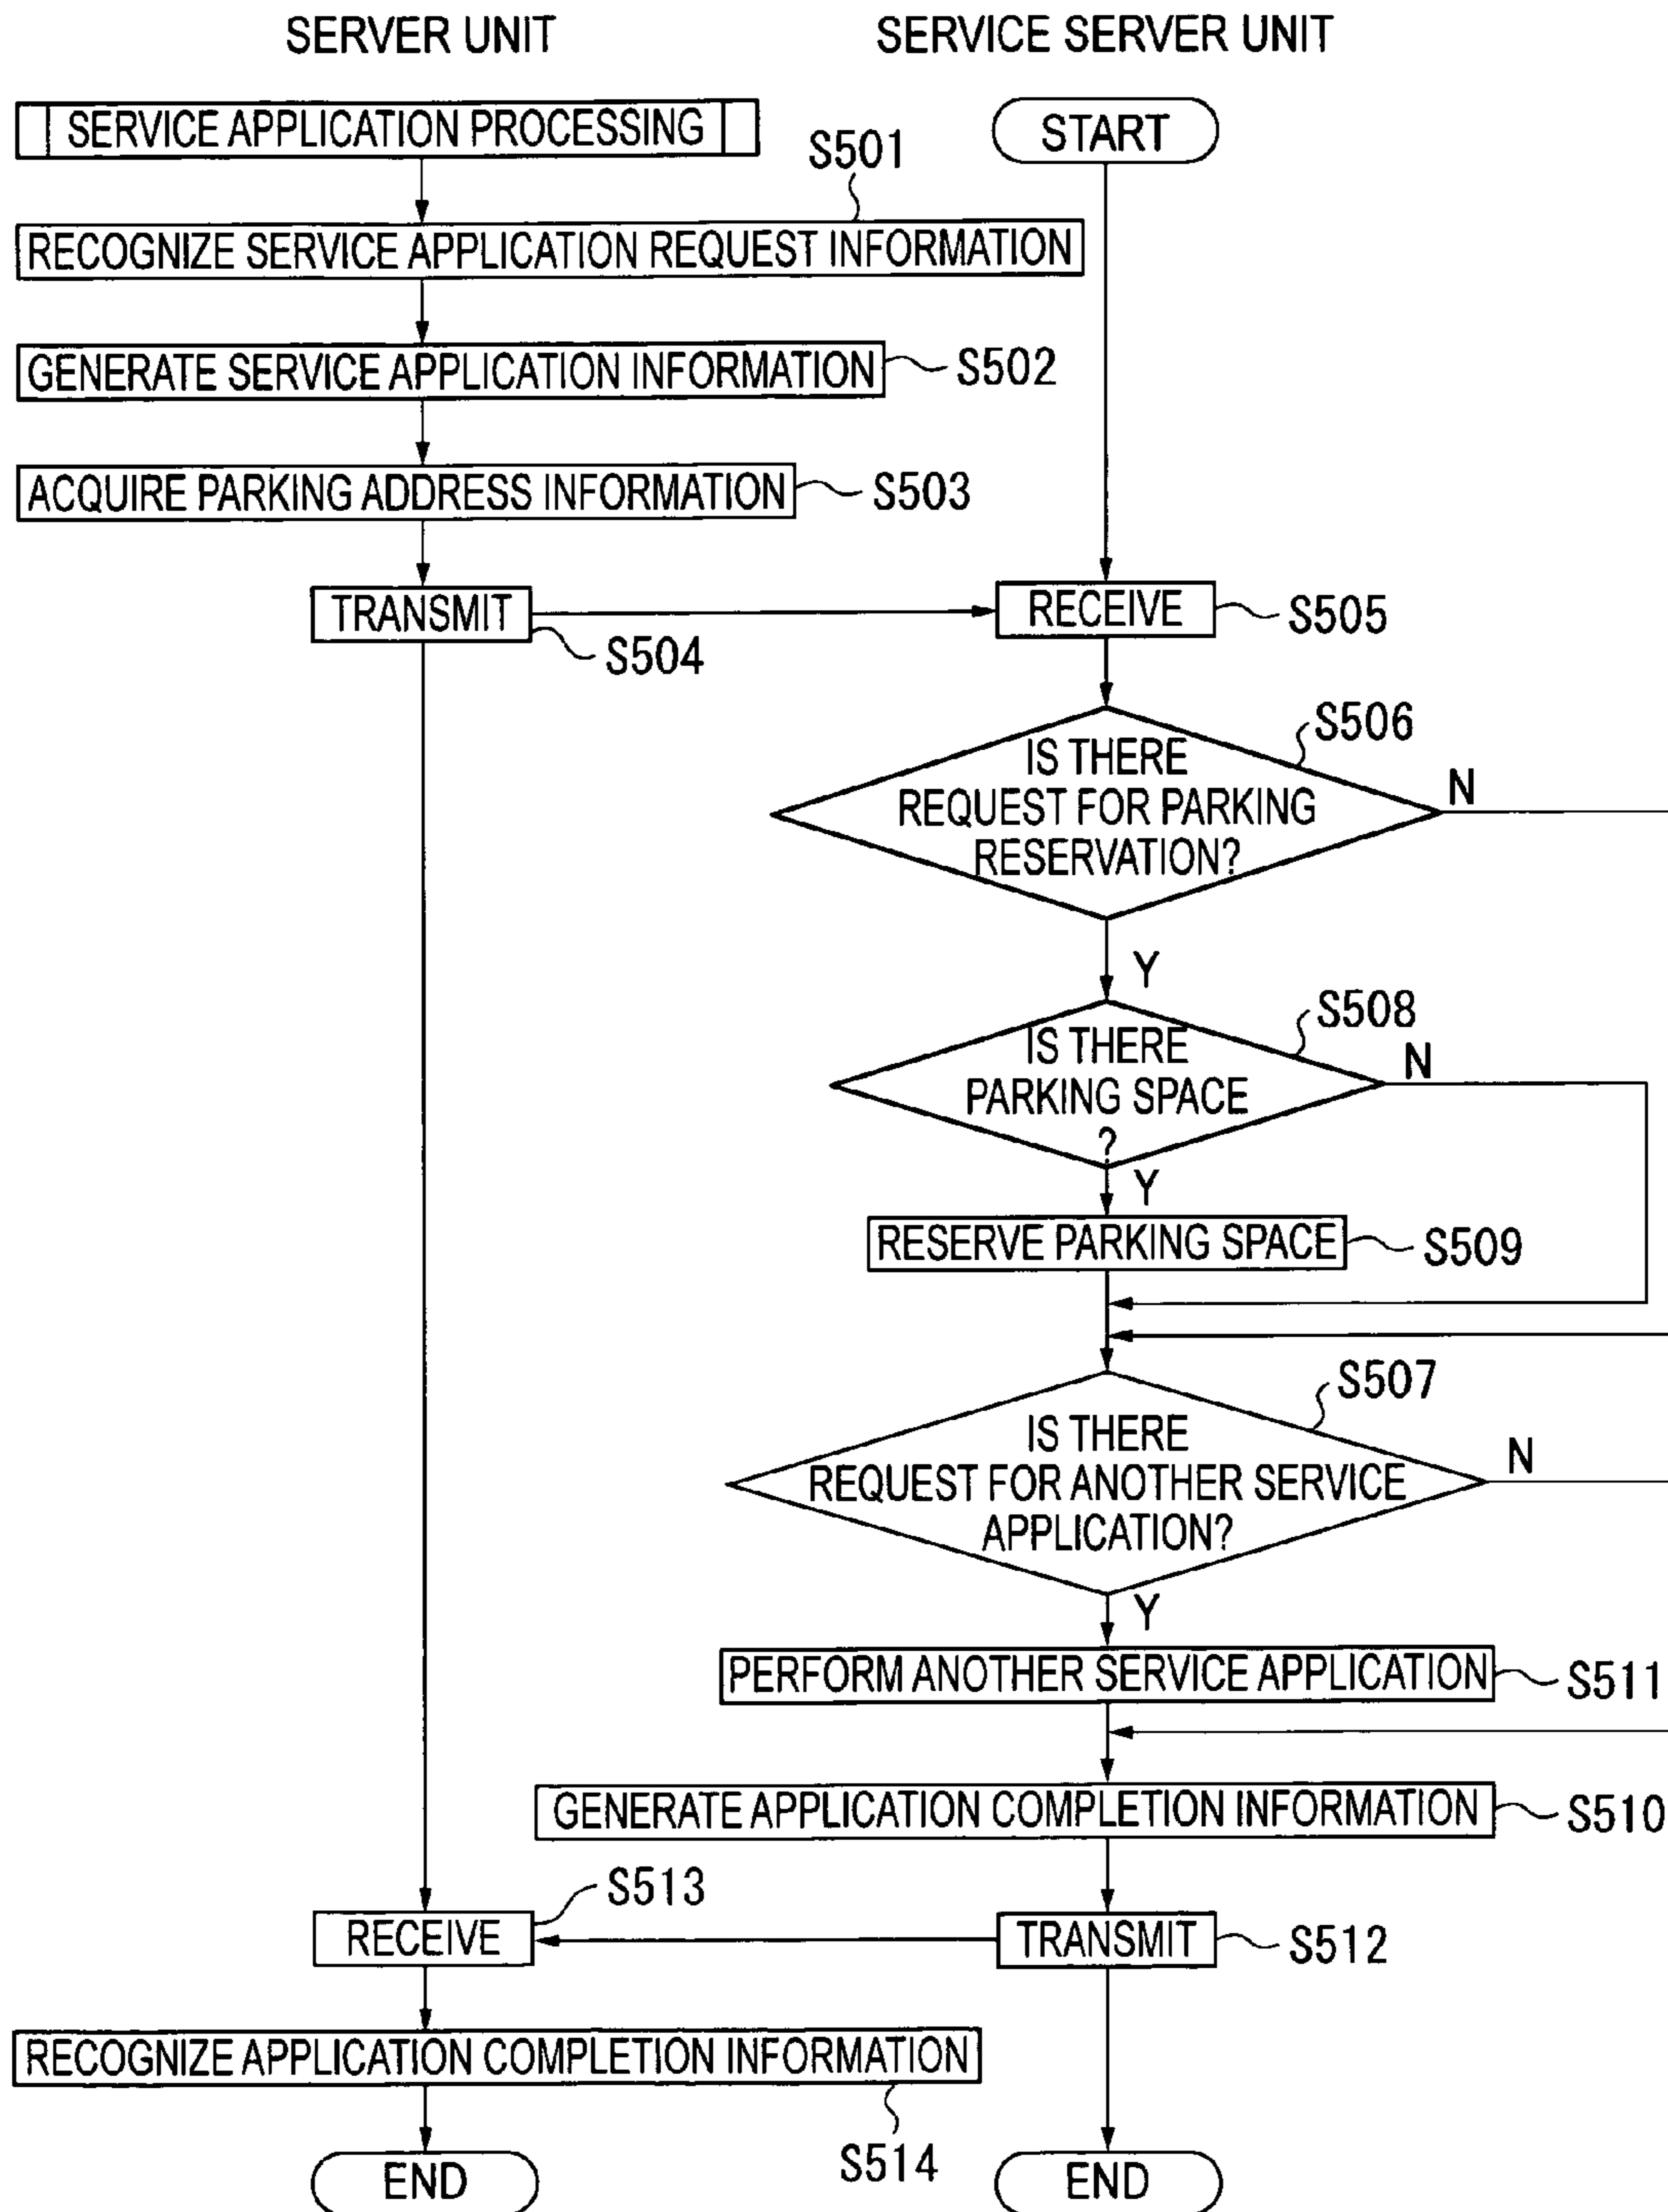 SERVER UNIT
SERVICE SERVER UNIT
SERVICE APPLICATION PROCESSING
START
S501
RECOGNIZE SERVICE APPLICATION REQUEST INFORMATION
GENERATE SERVICE APPLICATION INFORMATION
S502
ACQUIRE PARKING ADDRESS INFORMATION
S503
TRANSMIT
S504
RECEIVE
S505
S506
IS THERE
REQUEST FOR PARKING
RESERVATION?
N
Y
S508
IS THERE
PARKING SPACE
?
N
Y
RESERVE PARKING SPACE
S509
S507
IS THERE
REQUEST FOR ANOTHER SERVICE
APPLICATION?
N
Y
PERFORM ANOTHER SERVICE APPLICATION
S511
GENERATE APPLICATION COMPLETION INFORMATION
S510
S513
RECEIVE
TRANSMIT
S512
RECOGNIZE APPLICATION COMPLETION INFORMATION
S514
END
END